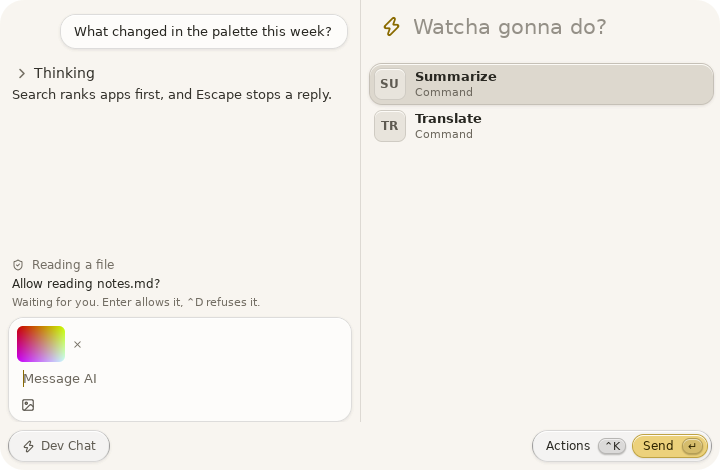 What changed in the palette this week?
Thinking
Search ranks apps first, and Escape stops a reply.
Reading a file
Allow reading notes.md?
Waiting for you. Enter allows it, ^D refuses it.
×
Message AI
Dev Chat
Watcha gonna do?
SU
Summarize
Command
TR
Translate
Command
Actions ^K Send ↵